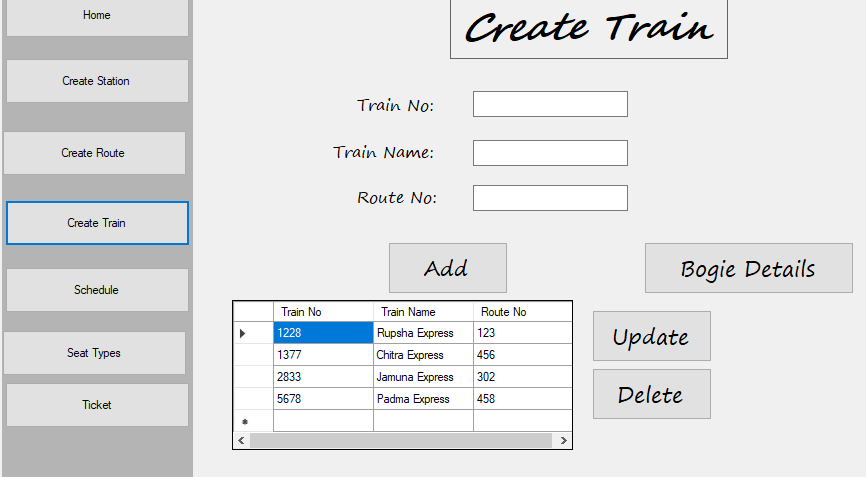 Home
Create Station
Create Route
Create Train
Schedule
Seat Types
Ticket
Create Train
Train No:
Train Name:
Route No:
Add
Bogie Details
Train No Train Name Route No
1228 Rupsha Express 123
1377 Chitra Express 456
2833 Jamuna Express 302
5678 Padma Express 458
Update
Delete